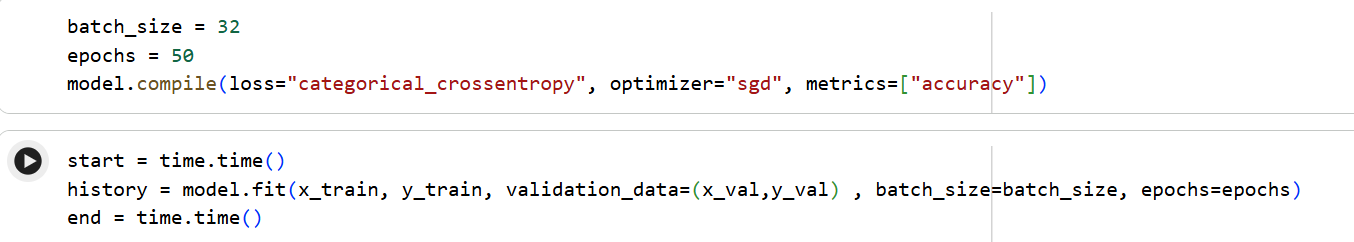 batch_size = 32
epochs = 50
model.compile(loss="categorical_crossentropy", optimizer="sgd", metrics=["accuracy"])
start = time.time()
history = model.fit(x_train, y_train, validation_data=(x_val,y_val) , batch_size=batch_size, epochs=epochs)
end = time.time()